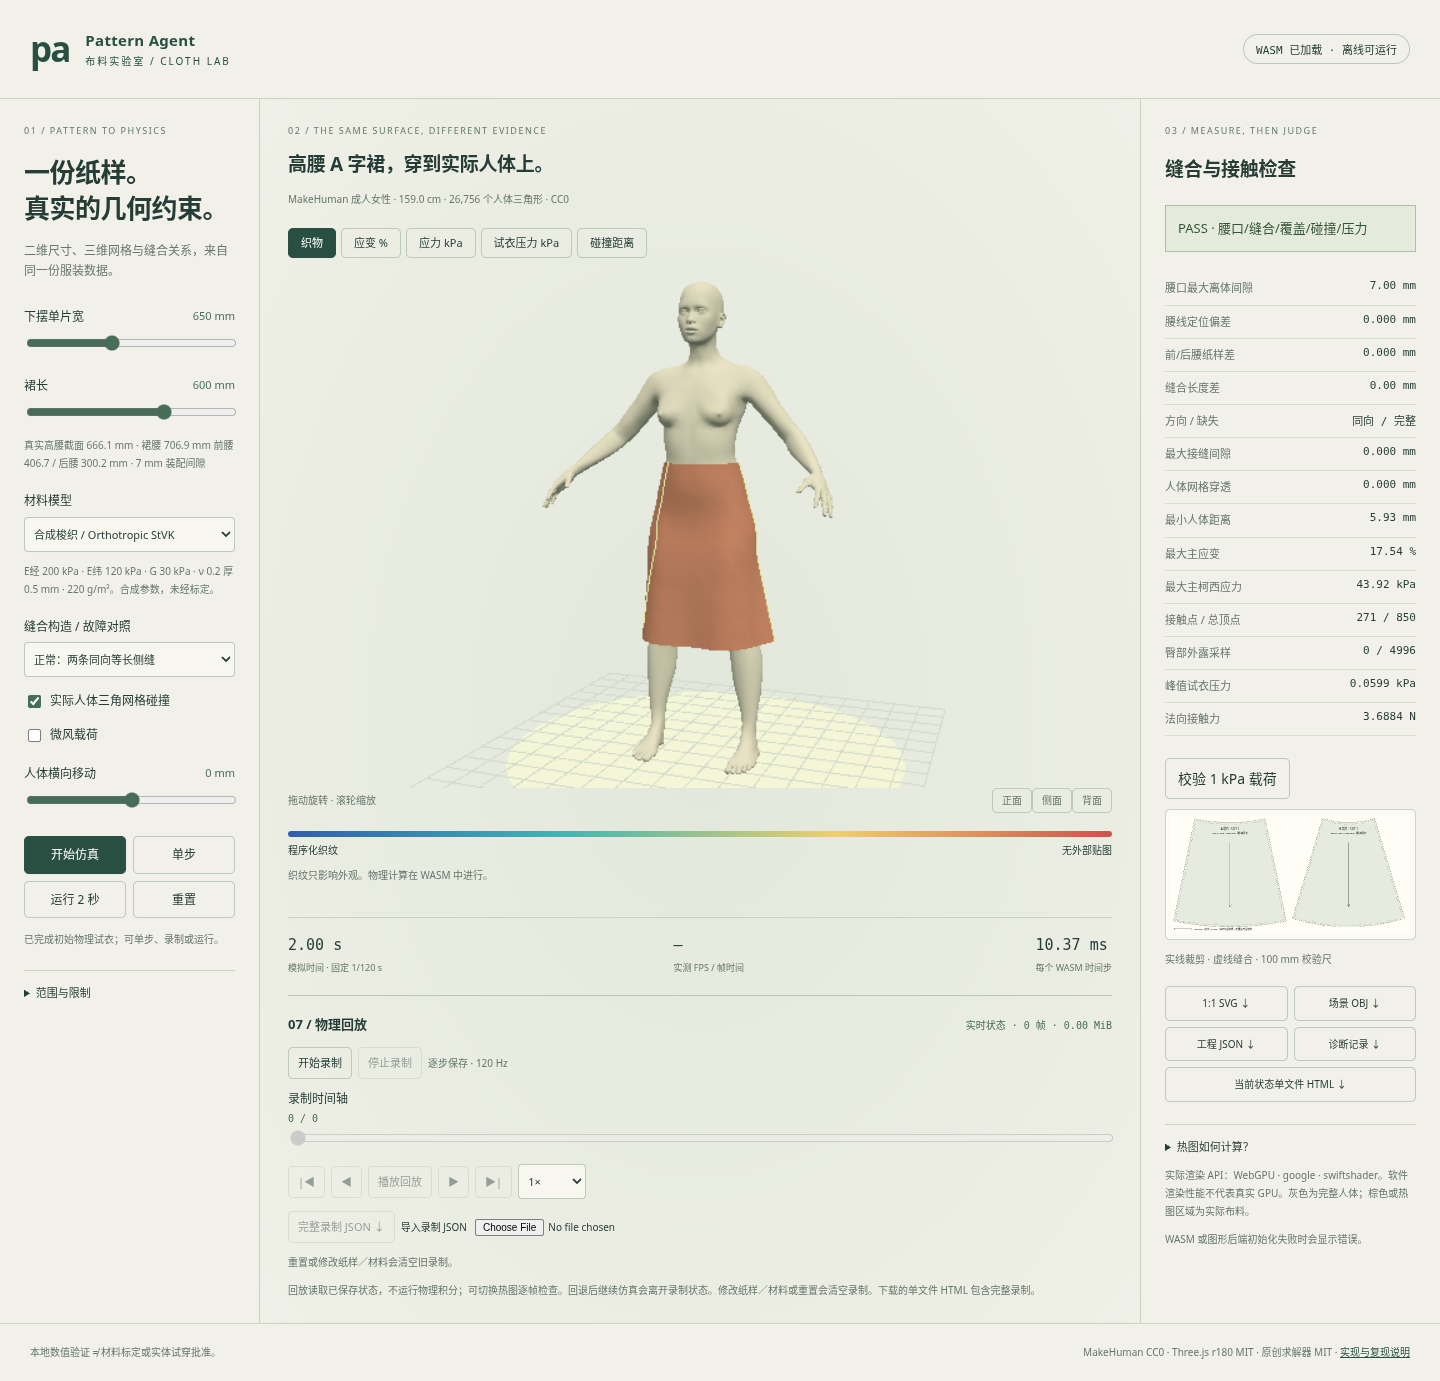 pa
Pattern Agent
布料实验室 / CLOTH LAB
WASM 已加载 · 离线可运行
01 / PATTERN TO PHYSICS
一份纸样。
真实的几何约束。
二维尺寸、三维网格与缝合关系，来自
同一份服装数据。
下摆单片宽 650 mm
裙长 600 mm
真实高腰截面 666.1 mm · 裙腰 706.9 mm 前腰
406.7 / 后腰 300.2 mm · 7 mm 装配间隙
材料模型
合成梭织 / Orthotropic StVK
E经 200 kPa · E纬 120 kPa · G 30 kPa · ν 0.2 厚
0.5 mm · 220 g/m²。合成参数，未经标定。
缝合构造 / 故障对照
正常：两条同向等长侧缝
实际人体三角网格碰撞
微风载荷
人体横向移动 0 mm
开始仿真 单步
运行 2 秒 重置
已完成初始物理试衣；可单步、录制或运行。
范围与限制
02 / THE SAME SURFACE, DIFFERENT EVIDENCE
高腰 A 字裙，穿到实际人体上。
MakeHuman 成人女性 · 159.0 cm · 26,756 个人体三角形 · CC0
织物 应变 % 应力 kPa 试衣压力 kPa 碰撞距离
拖动旋转 · 滚轮缩放 正面 侧面 背面
程序化织纹 无外部贴图
织纹只影响外观。物理计算在 WASM 中进行。
2.00 s — 10.37 ms
模拟时间 · 固定 1/120 s 实测 FPS / 帧时间 每个 WASM 时间步
07 / 物理回放 实时状态 · 0 帧 · 0.00 MiB
开始录制 停止录制 逐步保存 · 120 Hz
录制时间轴
0 / 0
|◀ ◀ 播放回放 ▶ ▶| 1×
完整录制 JSON ↓ 导入录制 JSON Choose File No file chosen
重置或修改纸样／材料会清空旧录制。
回放读取已保存状态，不运行物理积分；可切换热图逐帧检查。回退后继续仿真会离开录制状态。修改纸样／材料或重置会清空录制。下载的单文件 HTML 包含完整录制。
03 / MEASURE, THEN JUDGE
缝合与接触检查
PASS · 腰口/缝合/覆盖/碰撞/压力
腰口最大离体间隙 7.00 mm
腰线定位偏差 0.000 mm
前/后腰纸样差 0.000 mm
缝合长度差 0.00 mm
方向 / 缺失 同向 / 完整
最大接缝间隙 0.000 mm
人体网格穿透 0.000 mm
最小人体距离 5.93 mm
最大主应变 17.54 %
最大主柯西应力 43.92 kPa
接触点 / 总顶点 271 / 850
臀部外露采样 0 / 4996
峰值试衣压力 0.0599 kPa
法向接触力 3.6884 N
校验 1 kPa 载荷
实线裁剪 · 虚线缝合 · 100 mm 校验尺
1:1 SVG ↓ 场景 OBJ ↓
工程 JSON ↓ 诊断记录 ↓
当前状态单文件 HTML ↓
热图如何计算？
实际渲染 API：WebGPU · google · swiftshader。软件
渲染性能不代表真实 GPU。灰色为完整人体；棕色或热
图区域为实际布料。
WASM 或图形后端初始化失败时会显示错误。
本地数值验证 ≠ 材料标定或实体试穿批准。
MakeHuman CC0 · Three.js r180 MIT · 原创求解器 MIT · 实现与复现说明